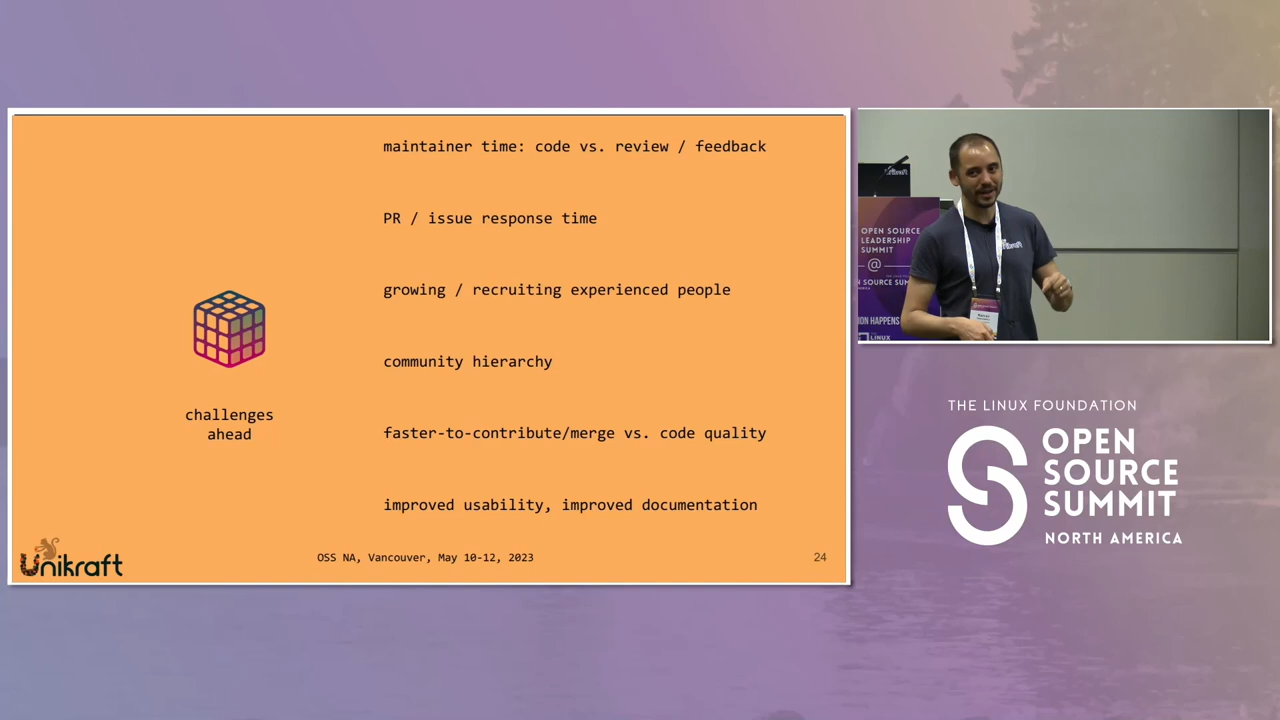 maintainer time: code vs. review / feedback
PR / issue response time
growing / recruiting experienced people
community hierarchy
faster-to-contribute/merge vs. code quality
improved usability, improved documentation
challenges
ahead
Unikraft
OSS NA, Vancouver, May 10-12, 2023
24
OPEN SOURCE
LEADERSHIP
SUMMIT
@
THE LINUX FOUNDATION
OPEN
SOURCE
SUMMIT
NORTH AMERICA